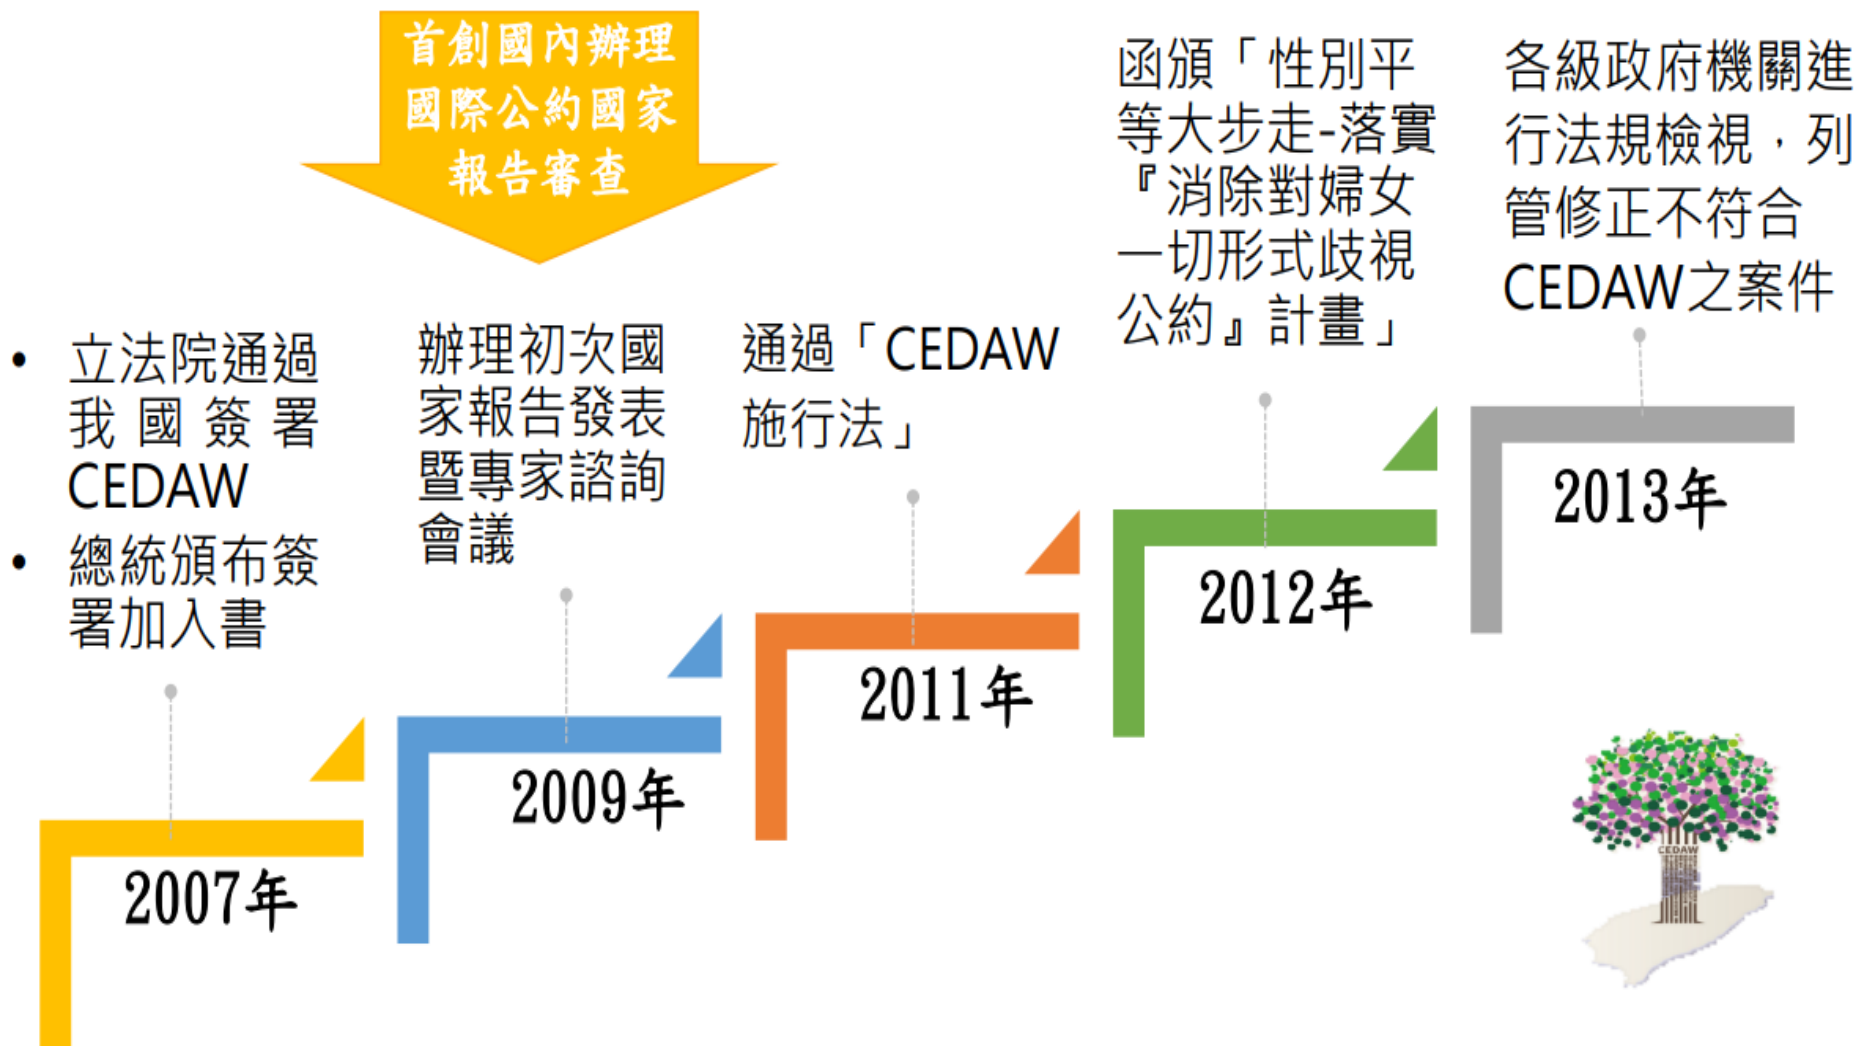 首創國內辦理
國際公約國家
報告審查
• 立法院通過
我國簽署
CEDAW
• 總統頒布簽
署加入書
2007年
辦理初次國
家報告發表
暨專家諮詢
會議
2009年
通過「CEDAW
施行法」
2011年
函頒「性別平
等大步走-落實
『消除對婦女
一切形式歧視
公約』計畫」
2012年
各級政府機關進
行法規檢視，列
管修正不符合
CEDAW之案件
2013年
CEDAW